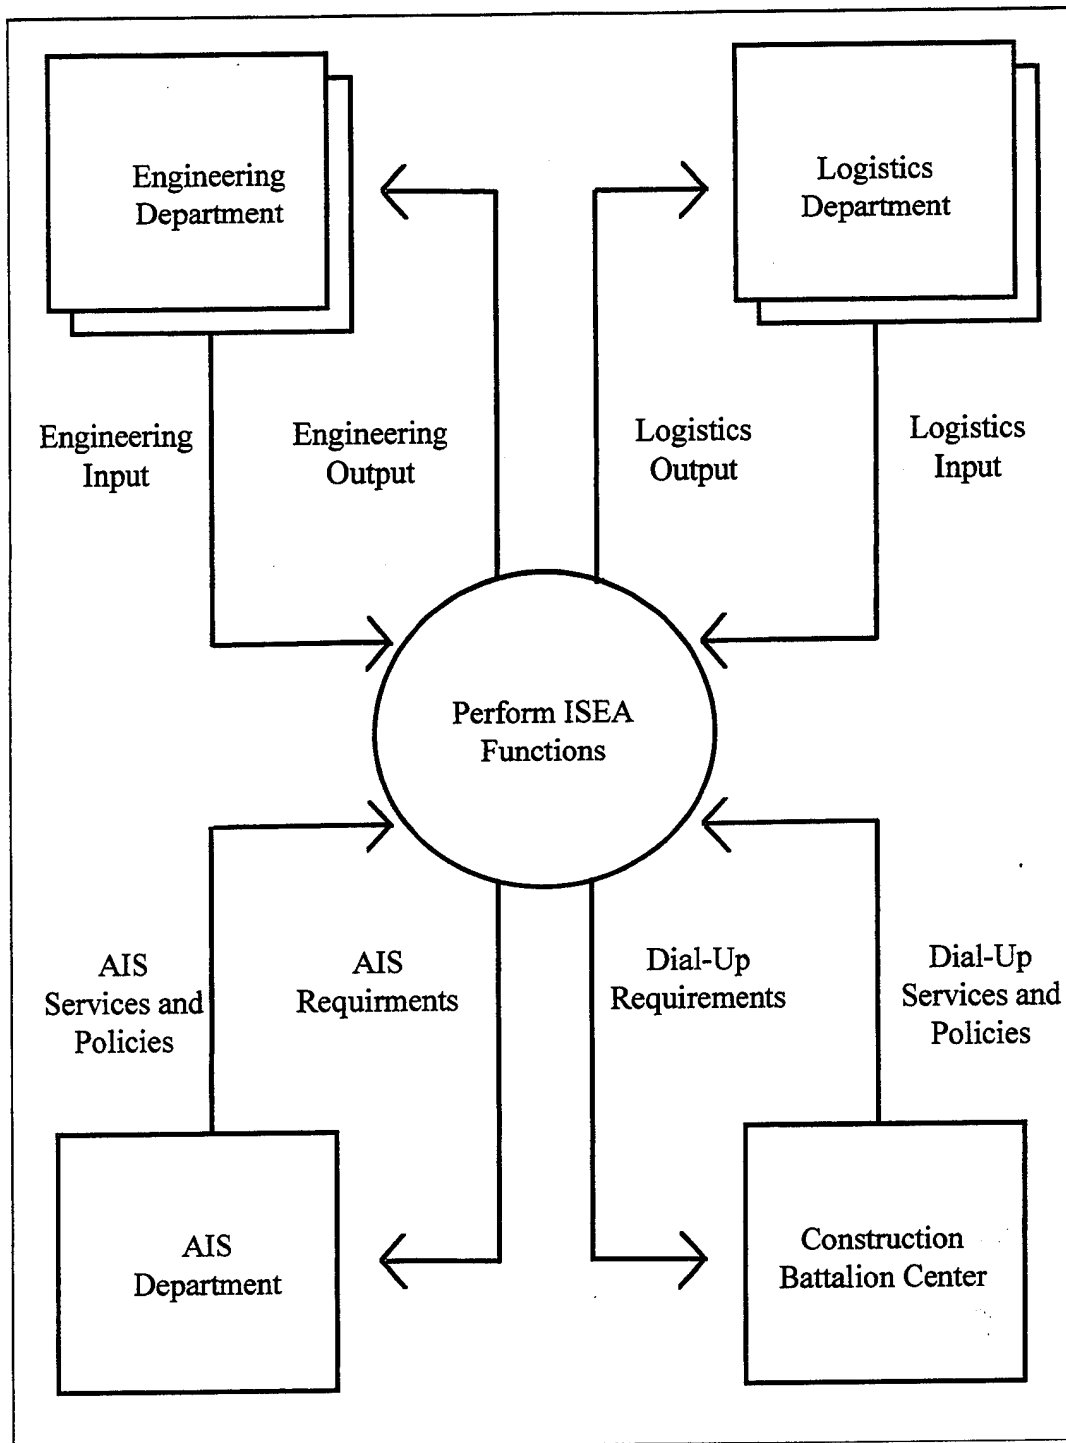 Engineering
Department
Logistics
Department
Engineering
Input
Engineering
Output
Logistics
Output
Logistics
Input
Perform ISEA
Functions
AIS
Services and
Policies
AIS
Requirments
Dial-Up
Requirements
Dial-Up
Services and
Policies
AIS
Department
Construction
Battalion Center